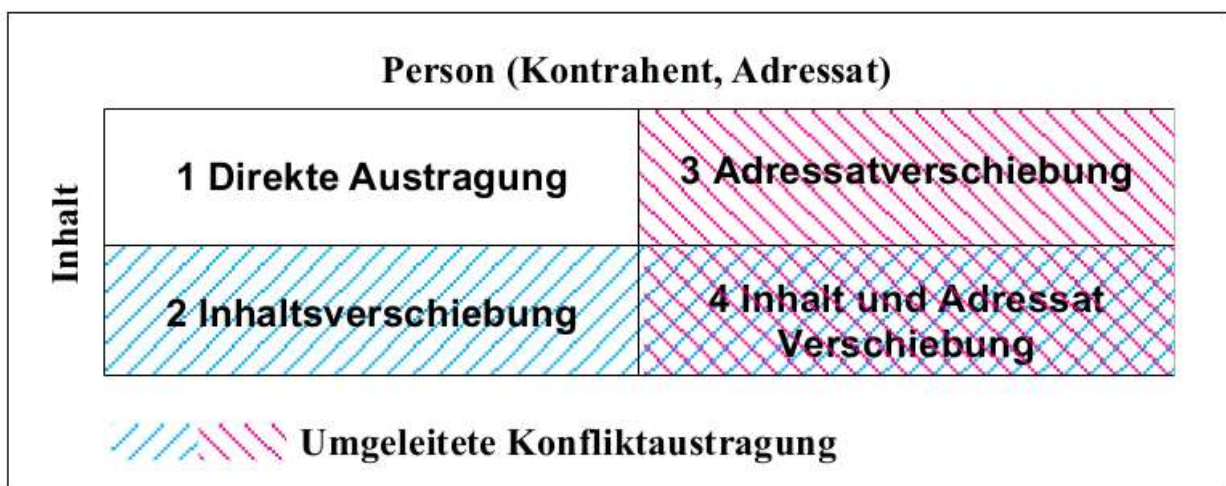 Person (Kontrahent, Adressat)
Inhalt
1 Direkte Austragung
3 Adressatverschiebung
2 Inhaltsverschiebung
4 Inhalt und Adressat
Verschiebung
Umgeleitete Konfliktaustragung